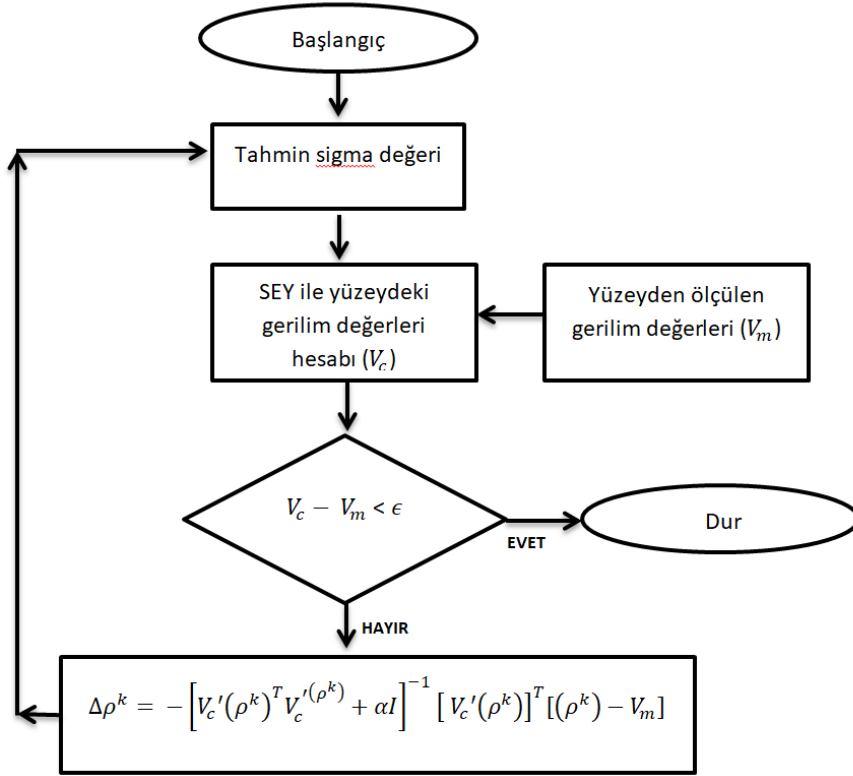 Başlangıç
Tahmin sigma değeri
SEY ile yüzeydeki
gerilim değerleri
hesabı (V_c)
Yüzeyden ölçülen
gerilim değerleri (V_m)
V_c − V_m < ϵ
EVET
Dur
HAYIR
Δρ^k = −[V_c′(ρ^k)^T V_c^′(ρ^k) + αI]^−1 [ V_c′(ρ^k)]^T [(ρ^k) − V_m]